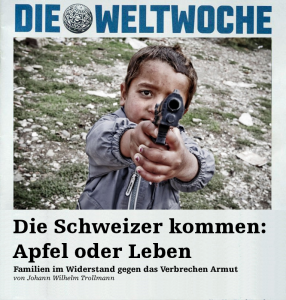 DIE WELTWOCHE
Die Schweizer kommen:
Apfel oder Leben
Familien im Widerstand gegen das Verbrechen Armut
von Johann Wilhelm Trollmann